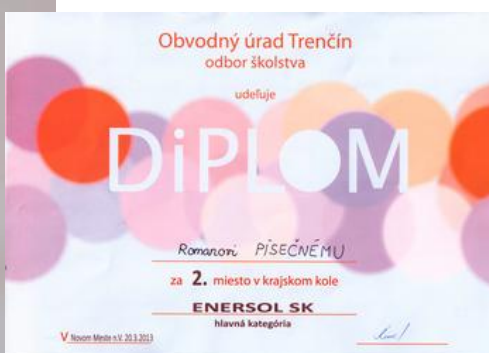 Obvodný úrad Trenčín
odbor školstva
udeľuje
DiPLOM
Romanovi PÍSEČNÉMU
za 2. miesto v krajskom kole
ENERSOL SK
hlavná kategória
V Novom Meste n.V. 20.3.2013